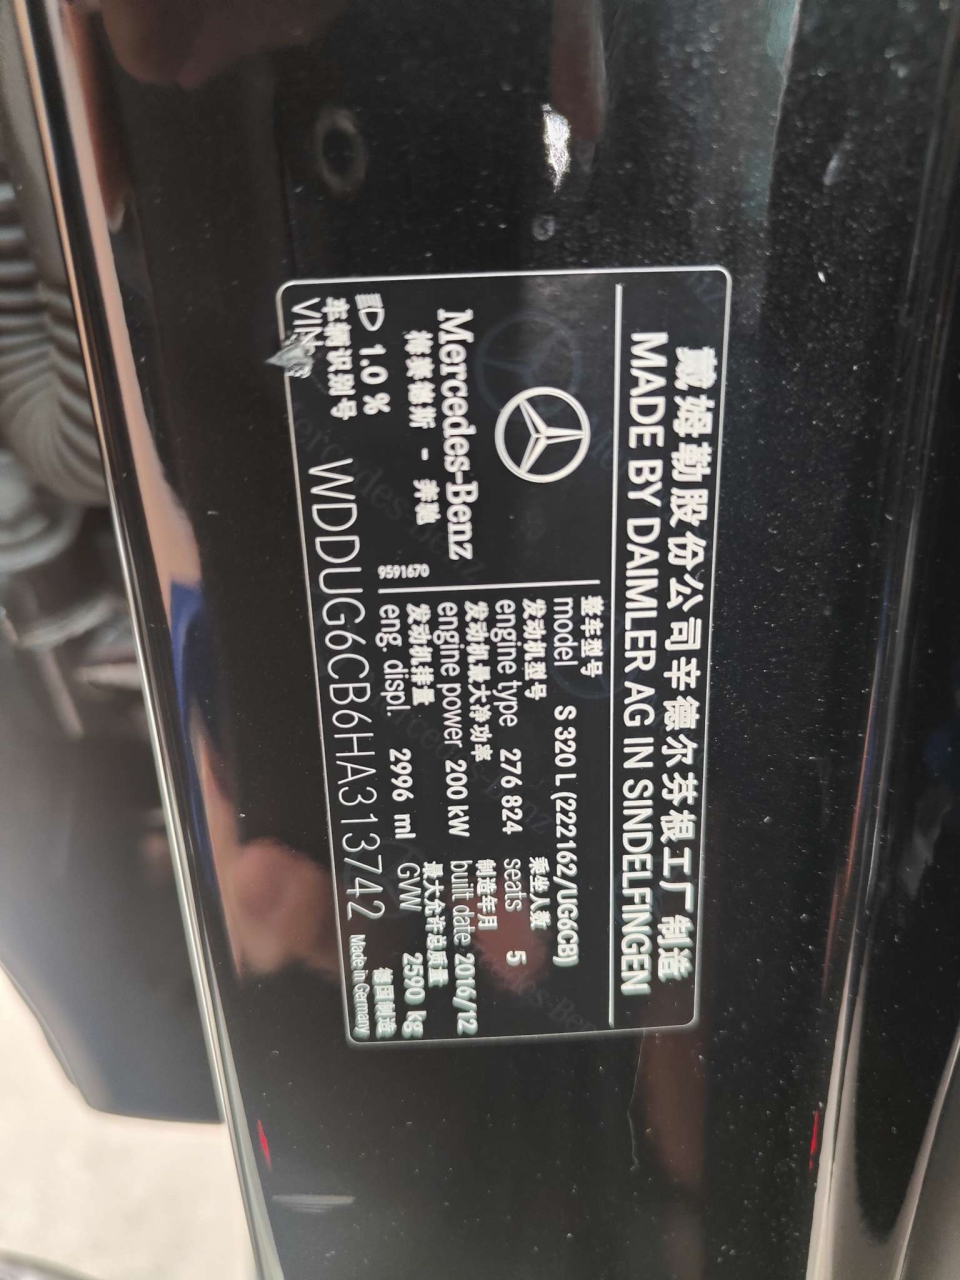 戴姆勒股份公司辛德尔芬根工厂制造
MADE BY DAIMLER AG IN SINDELFINGEN
Mercedes-Benz
梅赛德斯 - 奔驰
9591670
整车型号
model S 320 L (222162/UG6CB)
发动机型号 乘坐人数
engine type 276 824 seats 5
发动机最大净功率 制造年月
engine power 200 kW built date 2016/12
发动机排量 最大允许总质量
eng. displ. 2996 ml GVW 2590 kg
1.0 %
车辆识别号 德国制造
VIN WDDUG6CB6HA313742 Made in Germany